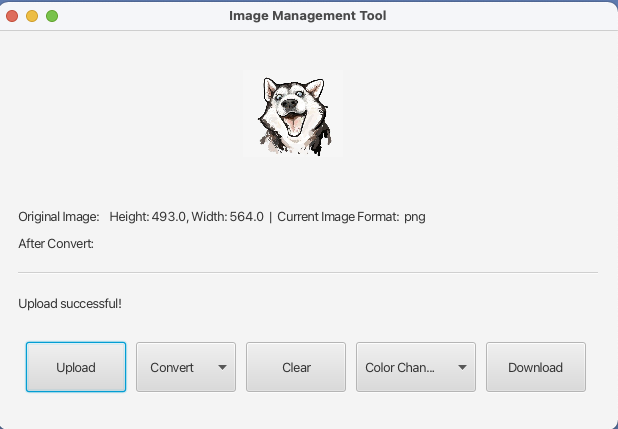 Image Management Tool
Original Image: Height: 493.0, Width: 564.0 | Current Image Format: png
After Convert:
Upload successful!
Upload Convert Clear Color Chan... Download